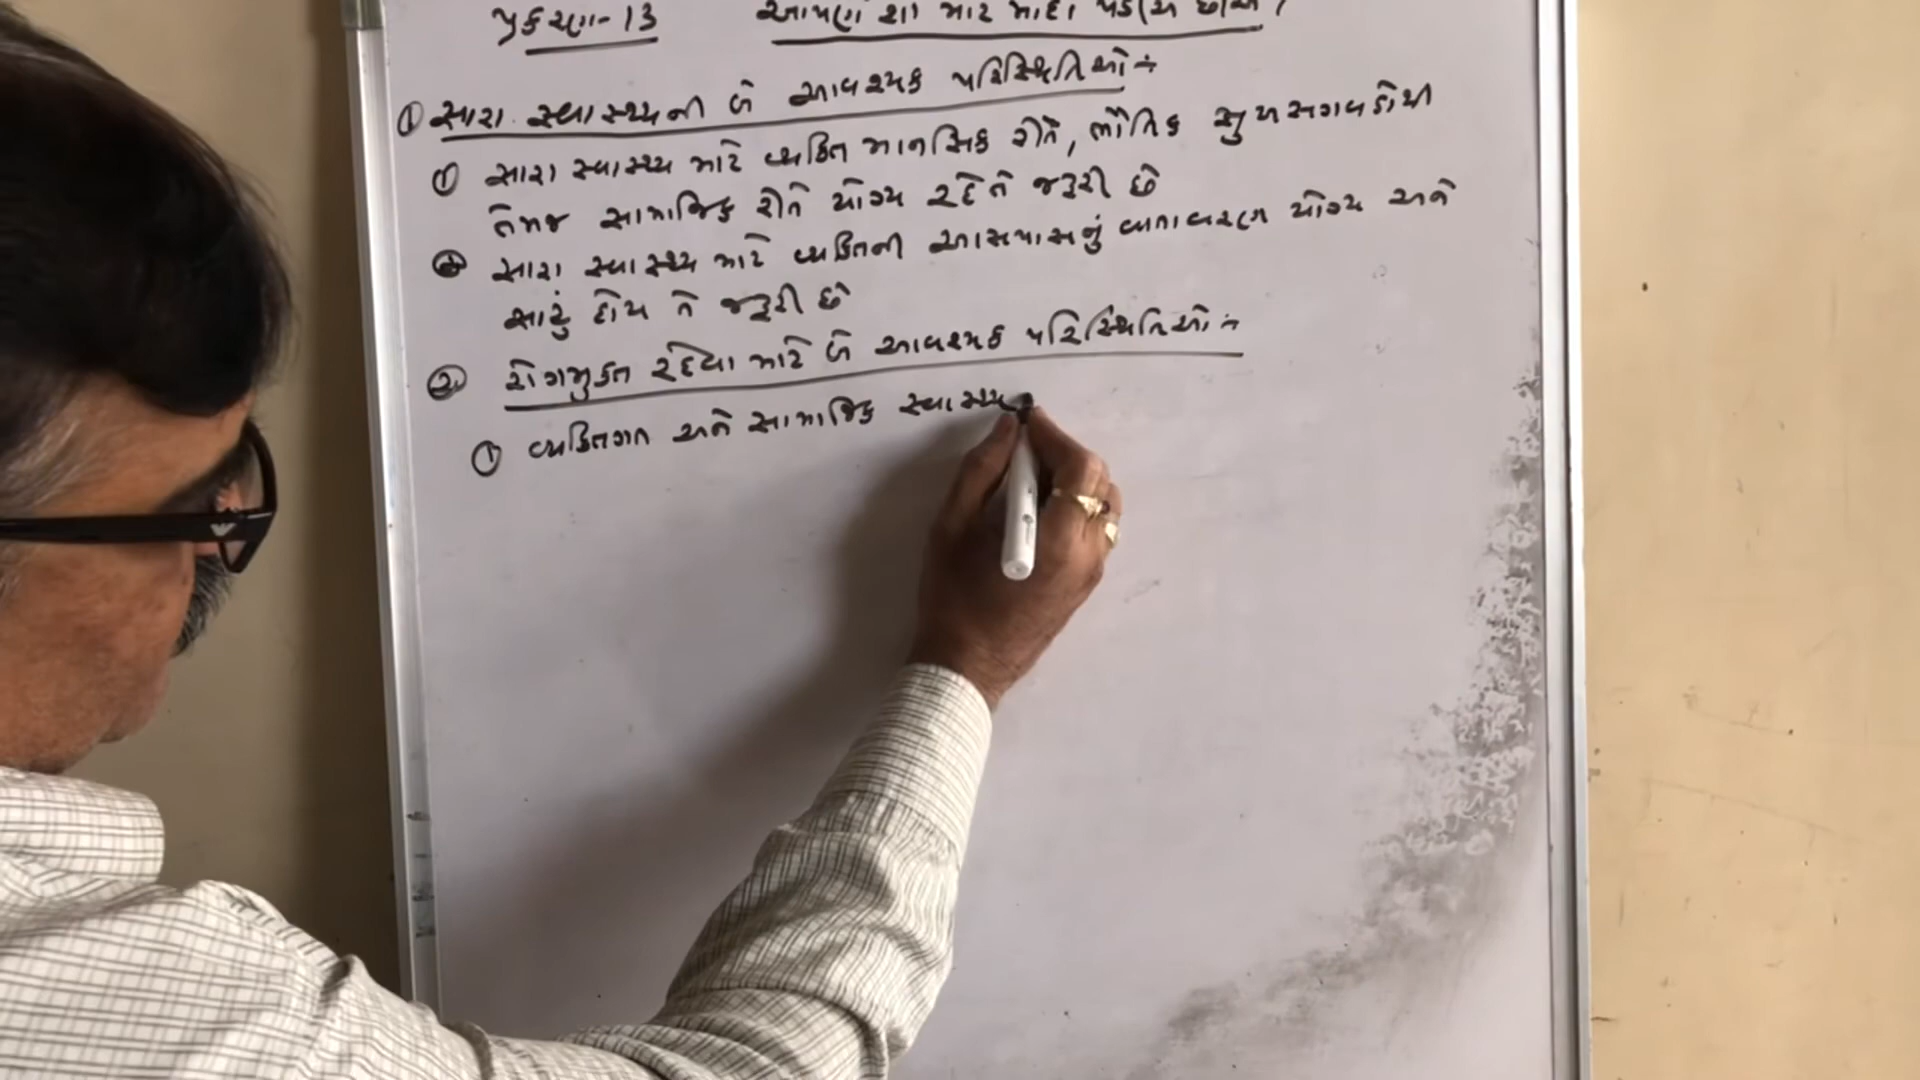 પ્રકરણ-13 આપણે શા માટે માંદા પડીએ છીએ?
① સારા સ્વાસ્થ્યની બે આવશ્યક પરિસ્થિતિઓ:-
① સારા સ્વાસ્થ્ય માટે વ્યક્તિ માનસિક રીતે, ભૌતિક સુખસગવડોથી
તેમજ સામાજિક રીતે યોગ્ય રહે તે જરૂરી છે
② સારા સ્વાસ્થ્ય માટે વ્યક્તિની આસપાસનું વાતાવરણ યોગ્ય અને
સારું હોય તે જરૂરી છે
② રોગમુક્ત રહેવા માટે બે આવશ્યક પરિસ્થિતિઓ:-
① વ્યક્તિગત અને સામાજિક સ્વાસ્થ્ય